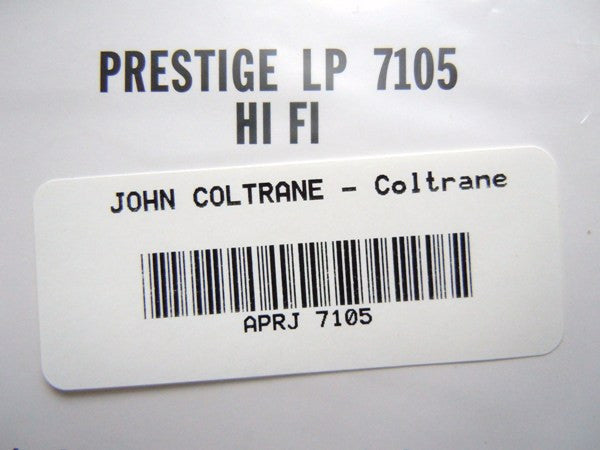 PRESTIGE LP 7105
HI FI
JOHN COLTRANE – Coltrane
APRJ 7105